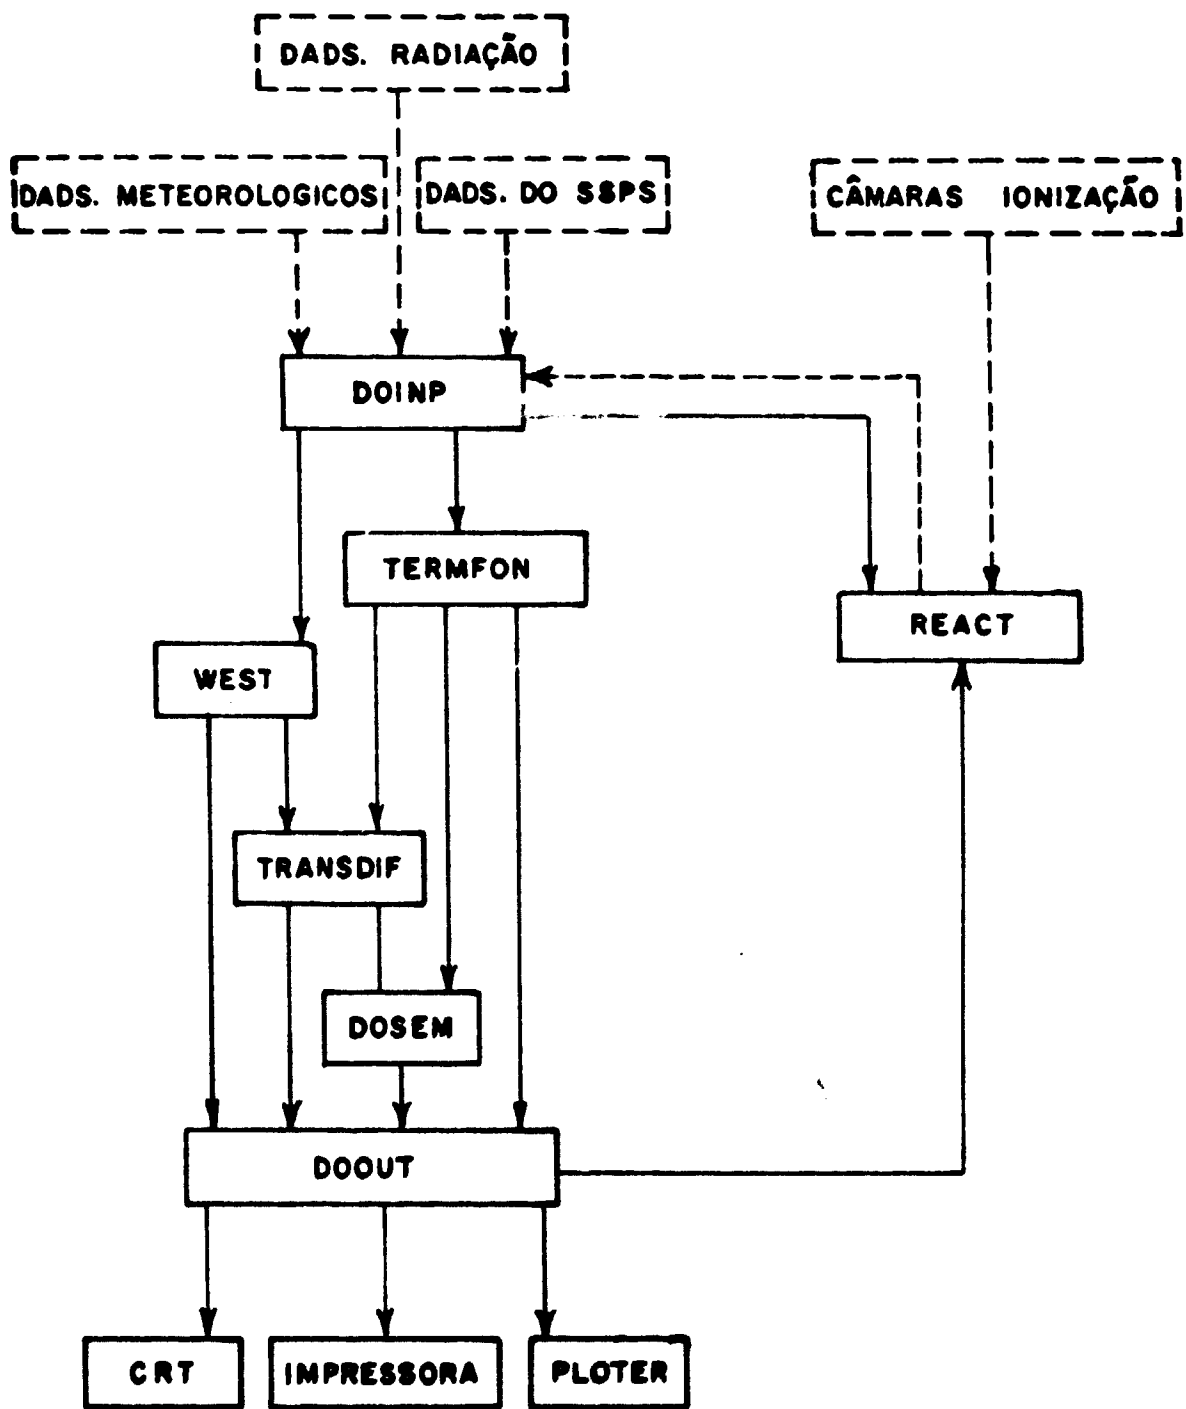 DADS. RADIAÇÃO
DADS. METEOROLOGICOS
DADS. DO SSPS
CÂMARAS IONIZAÇÃO
DOINP
TERMFON
REACT
WEST
TRANSDIF
DOSEM
DOOUT
CRT
IMPRESSORA
PLOTER